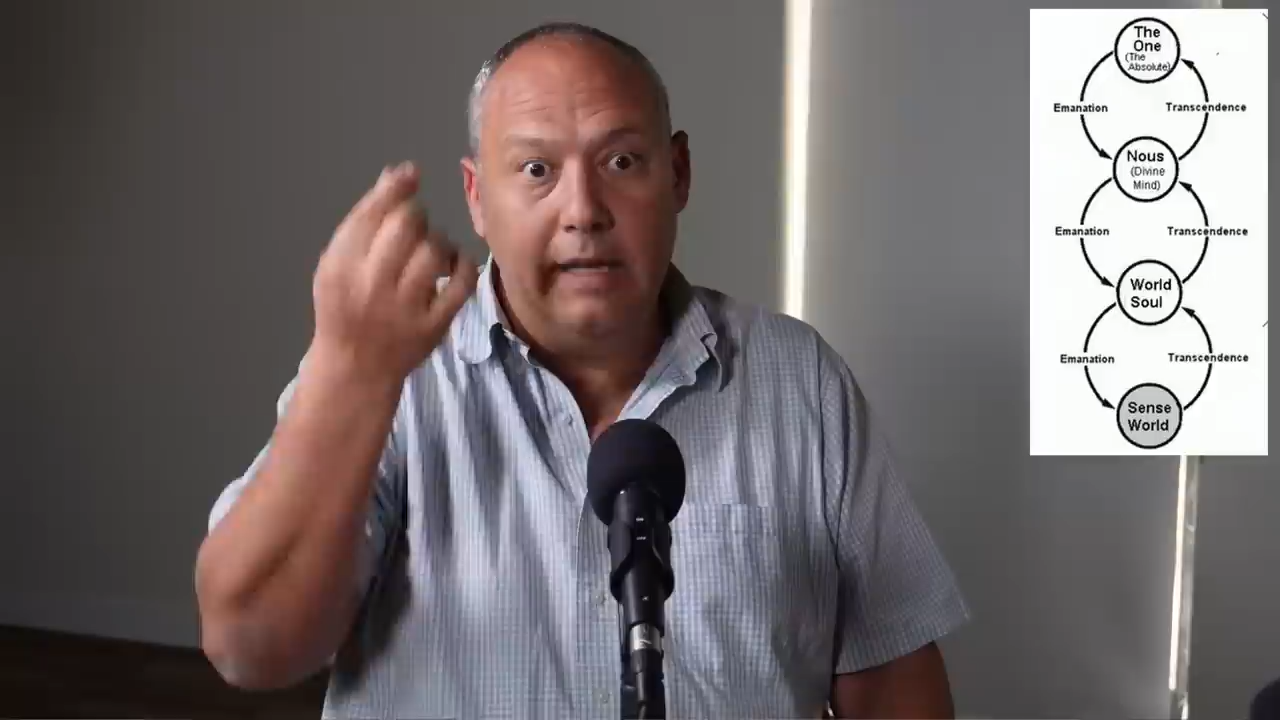 The
One
(The
Absolute)
Emanation
Transcendence
Nous
(Divine
Mind)
Emanation
Transcendence
World
Soul
Emanation
Transcendence
Sense
World